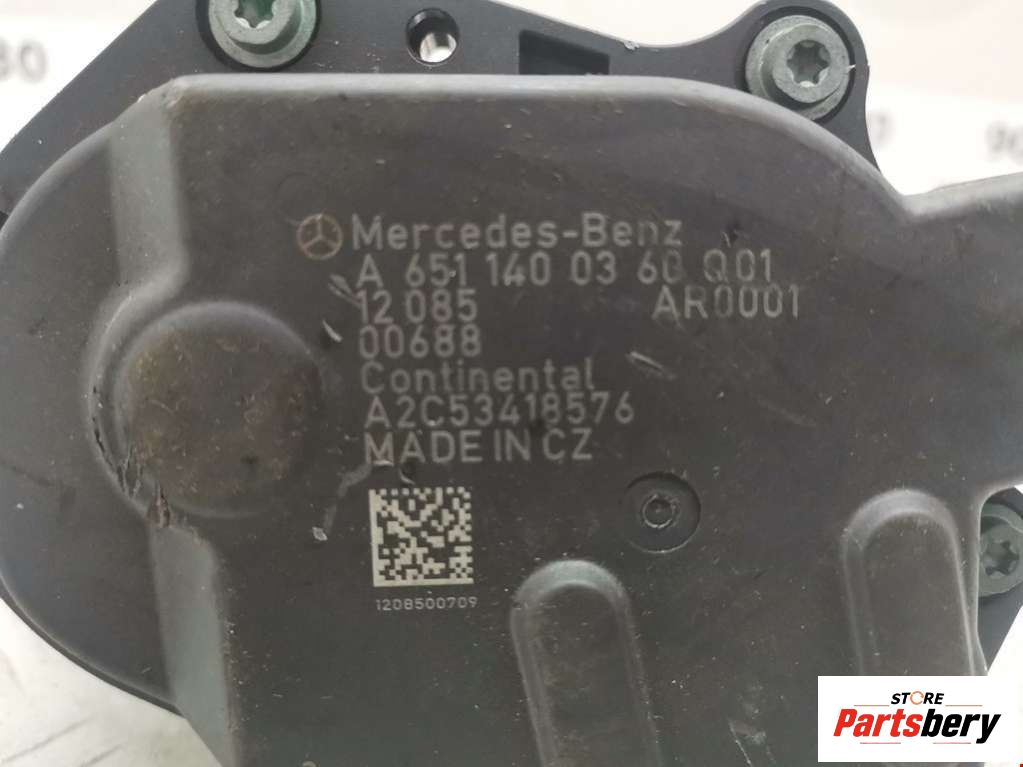 Mercedes-Benz
A 651 140 03 60 Q01
12 085 AR0001
00688
Continental
A2C53418576
MADE IN CZ
1208500709
STORE
Partsbery